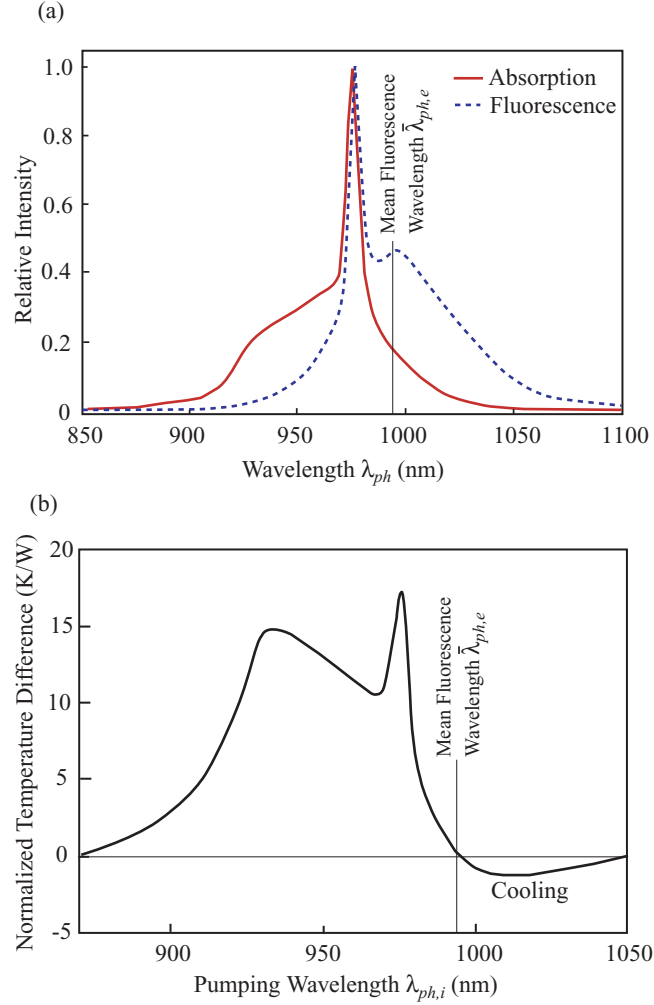 (a)
Relative Intensity
1.0
0.8
0.6
0.4
0.2
0
Mean Fluorescence
Wavelength λ̄ph,e
Absorption
Fluorescence
850
900
950
1000
1050
1100
Wavelength λph (nm)
(b)
Normalized Temperature Difference (K/W)
20
15
10
5
0
-5
Mean Fluorescence
Wavelength λ̄ph,e
Cooling
900
950
1000
1050
Pumping Wavelength λph,i (nm)